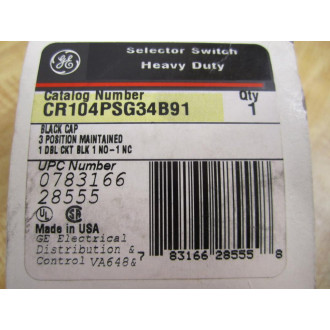 GE
Selector Switch
Heavy Duty
Catalog Number Qty
CR104PSG34B91 1
BLACK CAP
3 POSITION MAINTAINED
1 DBL CKT BLK 1 NO-1 NC
UPC Number
0783166
28555
UL SA
Made in USA
GE Electrical
Distribution &
Control VA648&
7 83166 28555 8